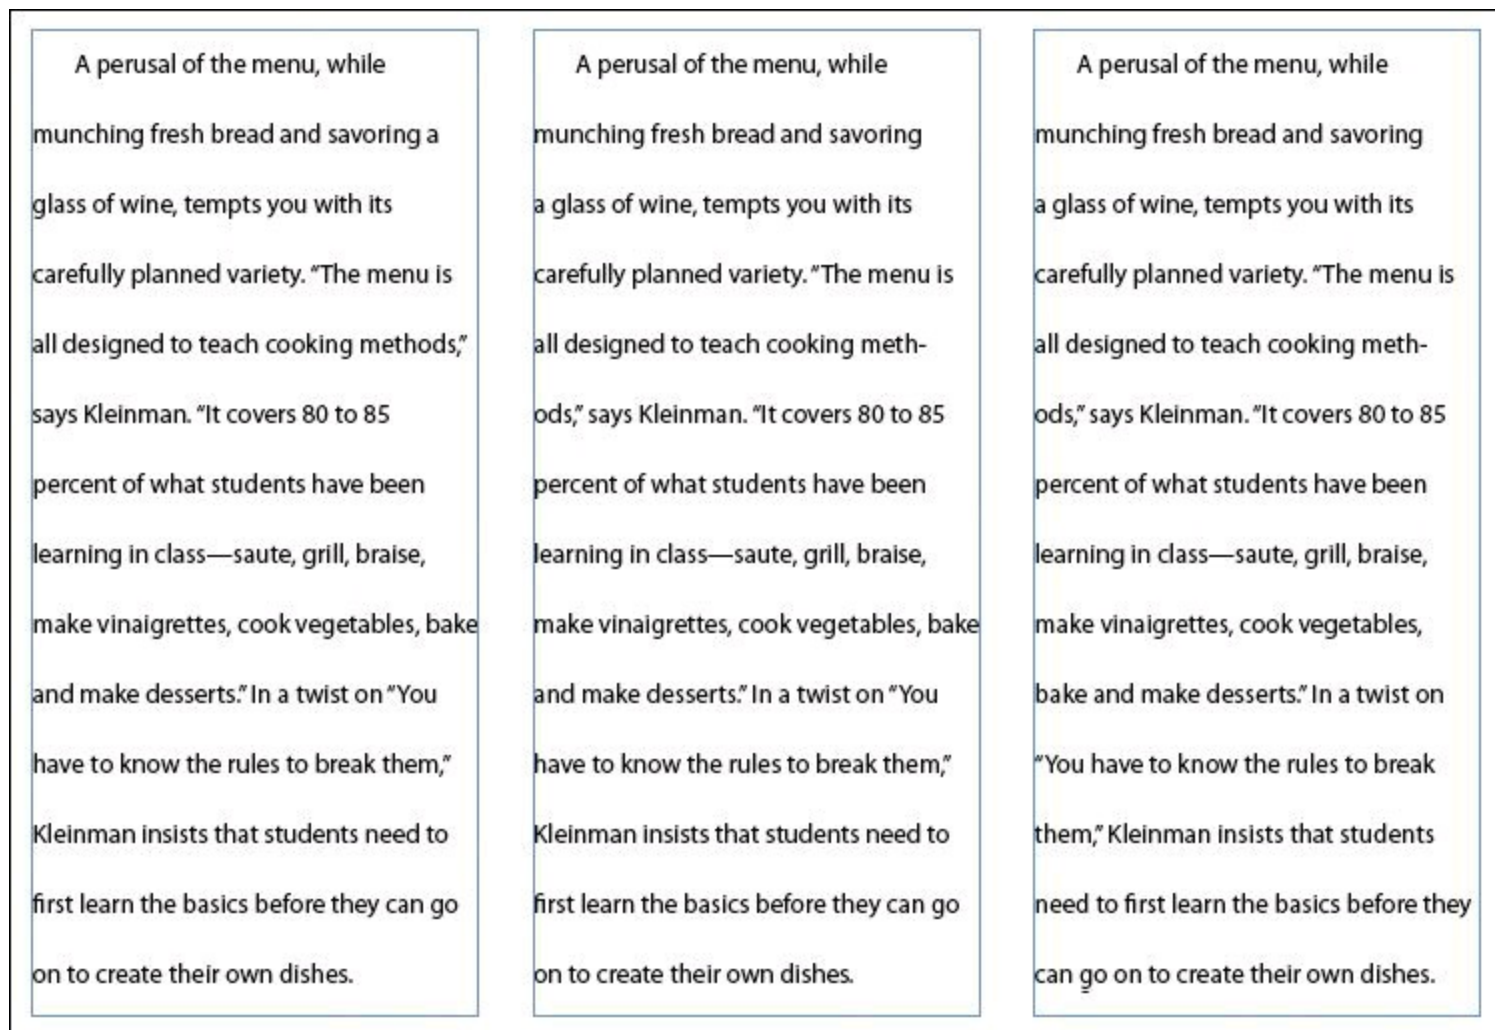 A perusal of the menu, while
munching fresh bread and savoring a
glass of wine, tempts you with its
carefully planned variety. “The menu is
all designed to teach cooking methods,”
says Kleinman. “It covers 80 to 85
percent of what students have been
learning in class—saute, grill, braise,
make vinaigrettes, cook vegetables, bake
and make desserts.” In a twist on “You
have to know the rules to break them,”
Kleinman insists that students need to
first learn the basics before they can go
on to create their own dishes.
A perusal of the menu, while
munching fresh bread and savoring
a glass of wine, tempts you with its
carefully planned variety. “The menu is
all designed to teach cooking meth-
ods,” says Kleinman. “It covers 80 to 85
percent of what students have been
learning in class—saute, grill, braise,
make vinaigrettes, cook vegetables, bake
and make desserts.” In a twist on “You
have to know the rules to break them,”
Kleinman insists that students need to
first learn the basics before they can go
on to create their own dishes.
A perusal of the menu, while
munching fresh bread and savoring
a glass of wine, tempts you with its
carefully planned variety. “The menu is
all designed to teach cooking meth-
ods,” says Kleinman. “It covers 80 to 85
percent of what students have been
learning in class—saute, grill, braise,
make vinaigrettes, cook vegetables,
bake and make desserts.” In a twist on
“You have to know the rules to break
them,” Kleinman insists that students
need to first learn the basics before they
can go on to create their own dishes.